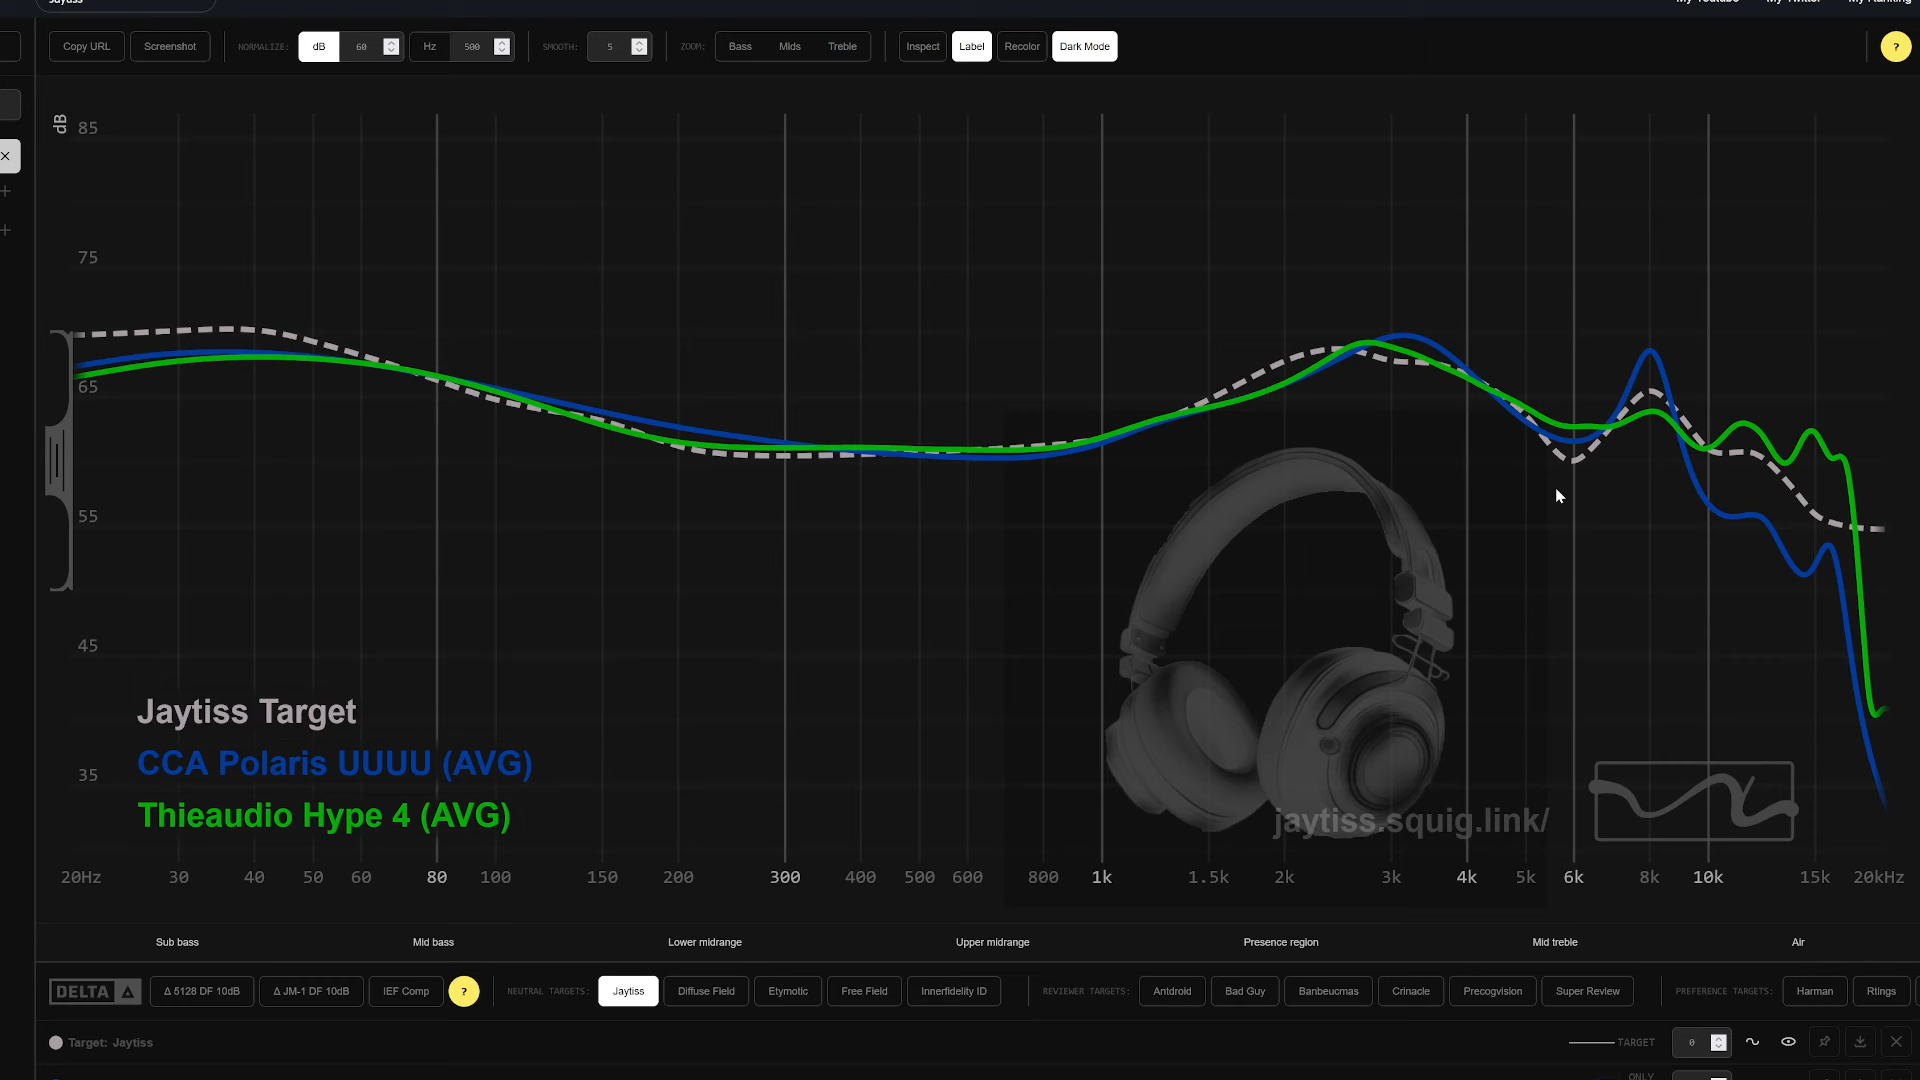 Copy URL Screenshot NORMALIZE: dB 60 Hz 500 SMOOTH: 5 ZOOM: Bass Mids Treble Inspect Label Recolor Dark Mode ?
dB
85
75
65
55
45
35
Jaytiss Target
CCA Polaris UUUU (AVG)
Thieaudio Hype 4 (AVG)
jaytiss.squig.link/
20Hz 30 40 50 60 80 100 150 200 300 400 500 600 800 1k 1.5k 2k 3k 4k 5k 6k 8k 10k 15k 20kHz
Sub bass Mid bass Lower midrange Upper midrange Presence region Mid treble Air
DELTA Δ Δ 5128 DF 10dB Δ JM-1 DF 10dB IEF Comp ? NEUTRAL TARGETS: Jaytiss Diffuse Field Etymotic Free Field Innerfidelity ID REVIEWER TARGETS: Antdroid Bad Guy Banbeucmas Crinacle Precogvision Super Review PREFERENCE TARGETS: Harman Rtings
Target: Jaytiss TARGET 0